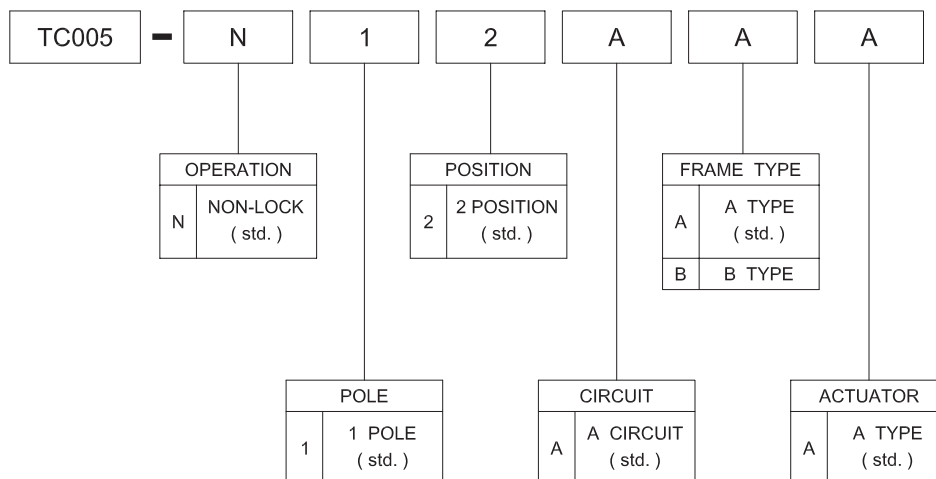 TC005 - N 1 2 A A A
OPERATION
N NON-LOCK
( std. )
POSITION
2 2 POSITION
( std. )
FRAME TYPE
A A TYPE
( std. )
B B TYPE
POLE
1 1 POLE
( std. )
CIRCUIT
A A CIRCUIT
( std. )
ACTUATOR
A A TYPE
( std. )